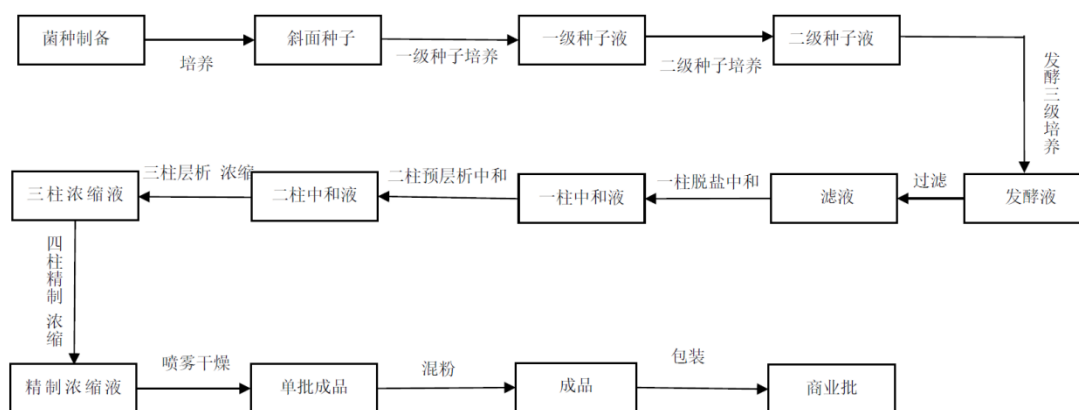 菌种制备
培养
斜面种子
一级种子培养
一级种子液
二级种子培养
二级种子液
发酵三级培养
发酵液
过滤
滤液
一柱脱盐中和
一柱中和液
二柱预层析中和
二柱中和液
三柱层析 浓缩
三柱浓缩液
四柱精制 浓缩
精制浓缩液
喷雾干燥
单批成品
混粉
成品
包装
商业批